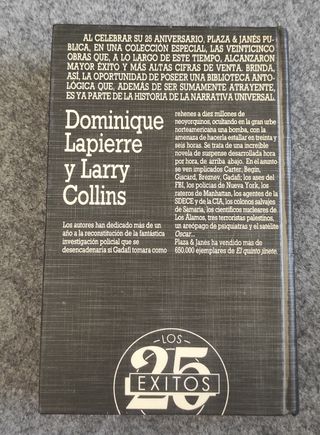 AL CELEBRAR SU 25 ANIVERSARIO, PLAZA & JANÉS PU-
BLICA, EN UNA COLECCIÓN ESPECIAL, LAS VEINTICINCO
OBRAS QUE, A LO LARGO DE ESTE TIEMPO, ALCANZARON
MAYOR ÉXITO Y MÁS ALTAS CIFRAS DE VENTA. BRINDA,
ASÍ, LA OPORTUNIDAD DE POSEER UNA BIBLIOTECA ANTO-
LÓGICA QUE, ADEMÁS DE SER SUMAMENTE ATRAYENTE,
ES YA PARTE DE LA HISTORIA DE LA NARRATIVA UNIVERSAL.
Dominique
Lapierre
y Larry
Collins
Los autores han dedicado más de un
año a la reconstitución de la fantástica
investigación policial que se
desencadenaría si Gadafi tomara como
rehenes a diez millones de
neoyorquinos, ocultando en la gran urbe
norteamericana una bomba, con la
amenaza de hacerla estallar en treinta y
seis horas. Se trata de una increíble
novela de suspense desarrollada hora
por hora, de arriba abajo. En el asunto
se ven implicados Carter, Begin,
Giscard, Breznev, Gadafi; los ases del
FBI, los policías de Nueva York, los
rateros de Manhattan, los agentes de la
SDECE y de la CIA, los colonos salvajes
de Samaria, los científicos nucleares de
Los Álamos, tres terroristas palestinos,
un areópago de psiquiatras y el satélite
Oscar...
Plaza & Janés ha vendido más de
650.000 ejemplares de El quinto jinete.
LOS
25
EXITOS